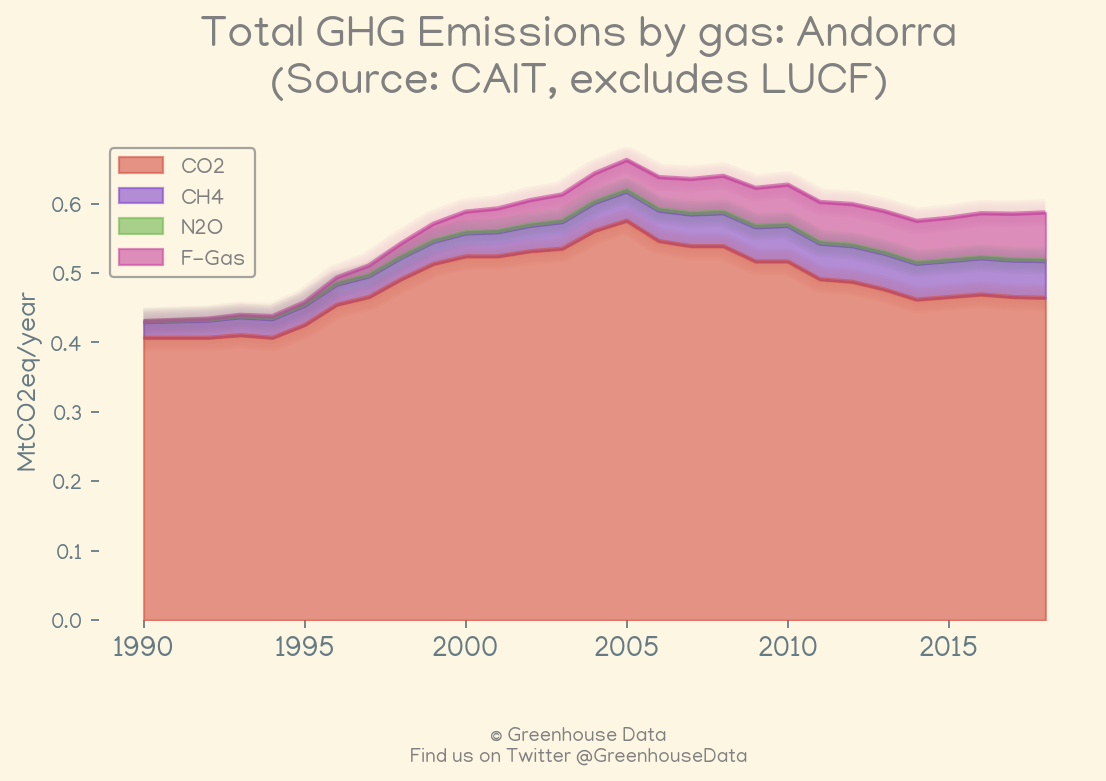 Total GHG Emissions by gas: Andorra
(Source: CAIT, excludes LUCF)
CO2
CH4
N2O
F-Gas
MtCO2eq/year
0.6
0.5
0.4
0.3
0.2
0.1
0.0
1990 1995 2000 2005 2010 2015
© Greenhouse Data
Find us on Twitter @GreenhouseData